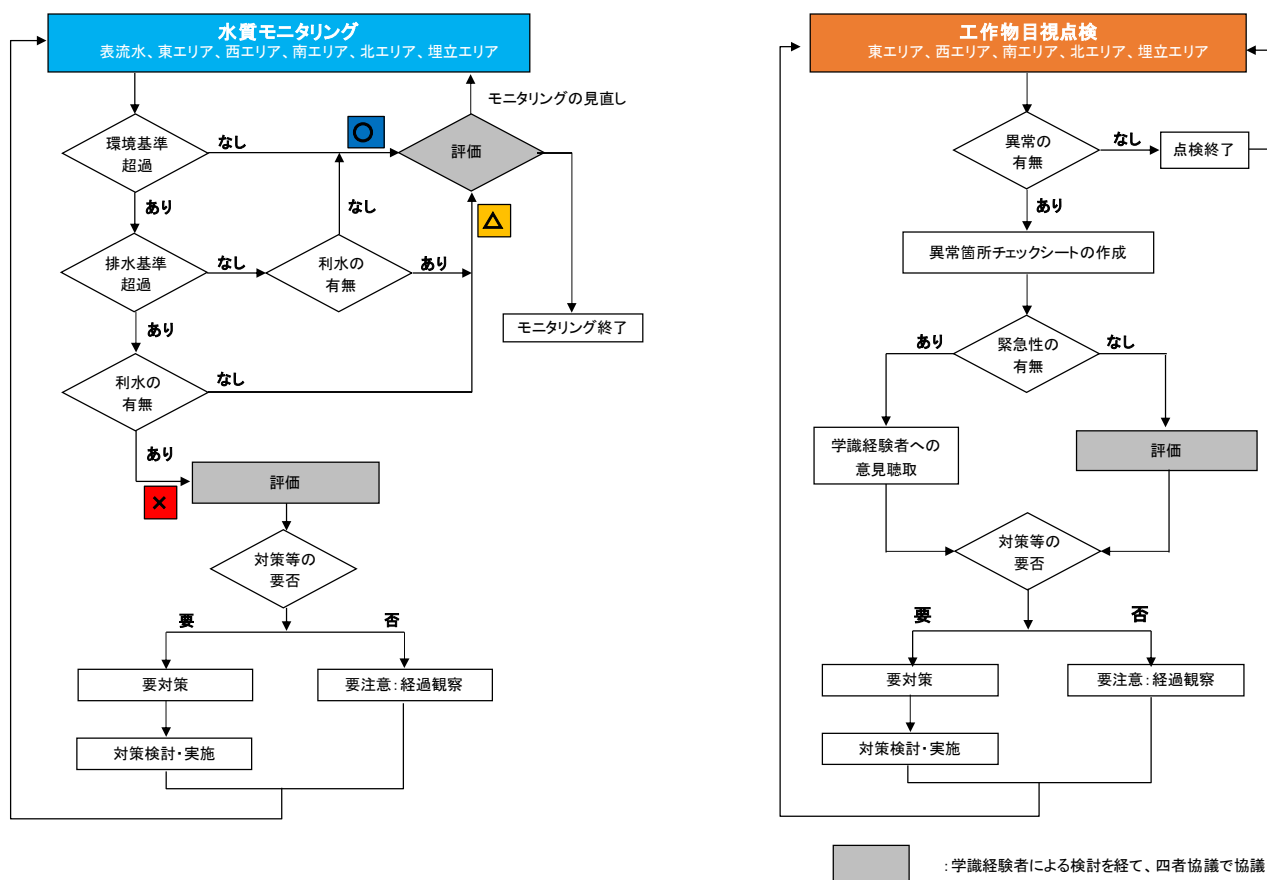 水質モニタリング
表流水、東エリア、西エリア、南エリア、北エリア、埋立エリア
モニタリングの見直し
環境基準
超過
なし
○
評価
あり
△
排水基準
超過
なし
利水の
有無
なし
あり
モニタリング終了
あり
利水の
有無
なし
あり
×
評価
対策等の
要否
要
否
要対策
要注意:経過観察
対策検討・実施
工作物目視点検
東エリア、西エリア、南エリア、北エリア、埋立エリア
異常の
有無
なし
点検終了
あり
異常箇所チェックシートの作成
緊急性の
有無
あり
なし
学識経験者への
意見聴取
評価
対策等の
要否
要
否
要対策
要注意:経過観察
対策検討・実施
:学識経験者による検討を経て、四者協議で協議